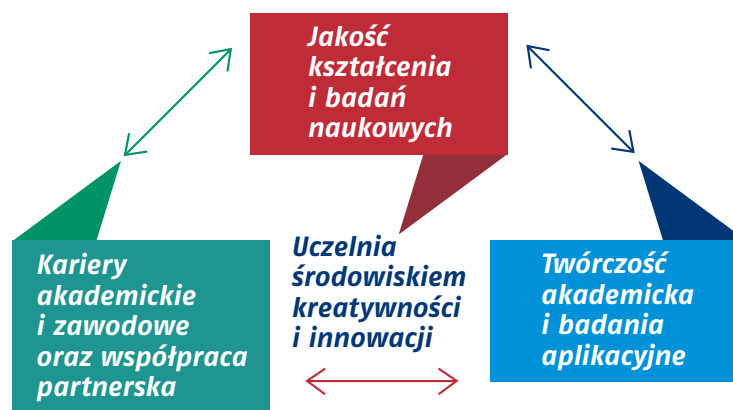 Jakość
kształcenia
i badań
naukowych
Kariery
akademickie
i zawodowe
oraz współpraca
partnerska
Uczelnia
środowiskiem
kreatywności
i innowacji
Twórczość
akademicka
i badania
aplikacyjne